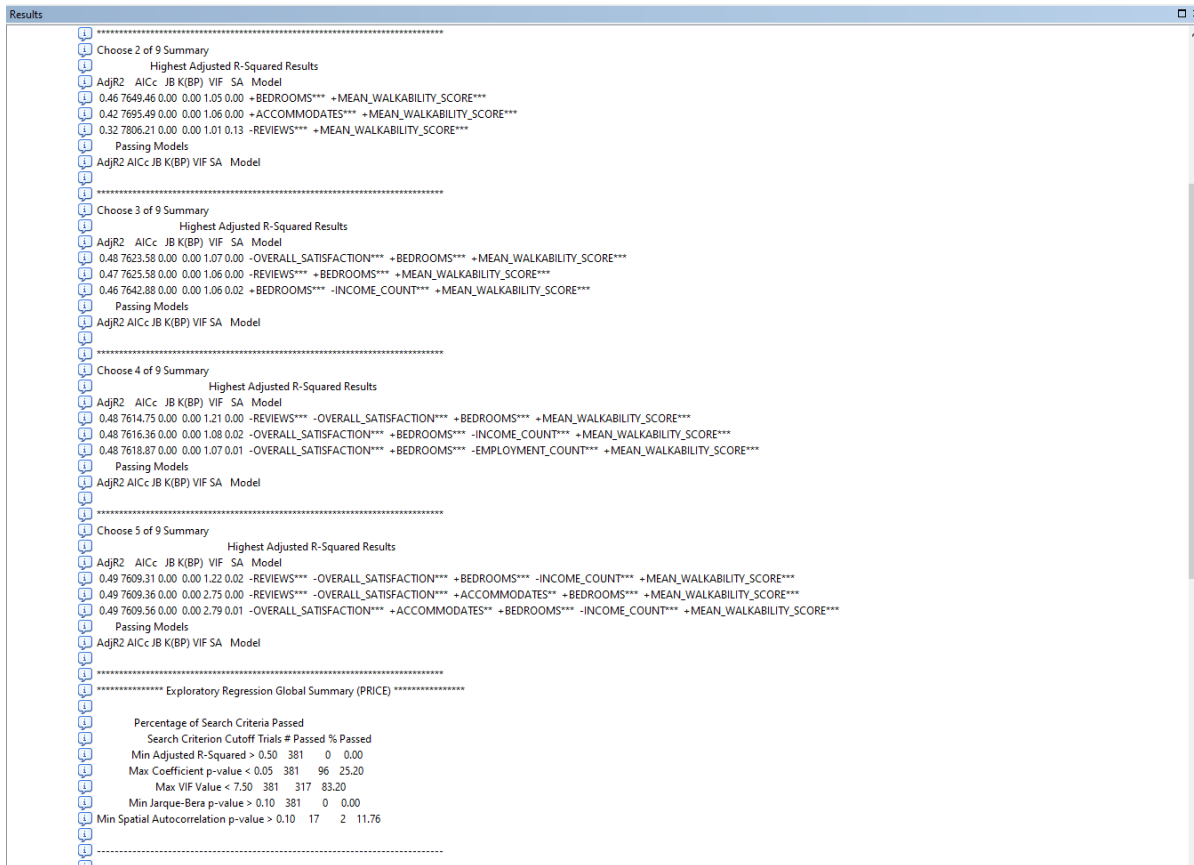 Results
********************************************************************************
Choose 2 of 9 Summary
Highest Adjusted R-Squared Results
AdjR2 AICc JB K(BP) VIF SA Model
0.46 7649.46 0.00 0.00 1.05 0.00 +BEDROOMS*** +MEAN_WALKABILITY_SCORE***
0.42 7695.49 0.00 0.00 1.06 0.00 +ACCOMMODATES*** +MEAN_WALKABILITY_SCORE***
0.32 7806.21 0.00 0.00 1.01 0.13 -REVIEWS*** +MEAN_WALKABILITY_SCORE***
Passing Models
AdjR2 AICc JB K(BP) VIF SA Model
********************************************************************************
Choose 3 of 9 Summary
Highest Adjusted R-Squared Results
AdjR2 AICc JB K(BP) VIF SA Model
0.48 7623.58 0.00 0.00 1.07 0.00 -OVERALL_SATISFACTION*** +BEDROOMS*** +MEAN_WALKABILITY_SCORE***
0.47 7625.58 0.00 0.00 1.06 0.00 -REVIEWS*** +BEDROOMS*** +MEAN_WALKABILITY_SCORE***
0.46 7642.88 0.00 0.00 1.06 0.02 +BEDROOMS*** -INCOME_COUNT*** +MEAN_WALKABILITY_SCORE***
Passing Models
AdjR2 AICc JB K(BP) VIF SA Model
********************************************************************************
Choose 4 of 9 Summary
Highest Adjusted R-Squared Results
AdjR2 AICc JB K(BP) VIF SA Model
0.48 7614.75 0.00 0.00 1.21 0.00 -REVIEWS*** -OVERALL_SATISFACTION*** +BEDROOMS*** +MEAN_WALKABILITY_SCORE***
0.48 7616.36 0.00 0.00 1.08 0.02 -OVERALL_SATISFACTION*** +BEDROOMS*** -INCOME_COUNT*** +MEAN_WALKABILITY_SCORE***
0.48 7618.87 0.00 0.00 1.07 0.01 -OVERALL_SATISFACTION*** +BEDROOMS*** -EMPLOYMENT_COUNT*** +MEAN_WALKABILITY_SCORE***
Passing Models
AdjR2 AICc JB K(BP) VIF SA Model
********************************************************************************
Choose 5 of 9 Summary
Highest Adjusted R-Squared Results
AdjR2 AICc JB K(BP) VIF SA Model
0.49 7609.31 0.00 0.00 1.22 0.02 -REVIEWS*** -OVERALL_SATISFACTION*** +BEDROOMS*** -INCOME_COUNT*** +MEAN_WALKABILITY_SCORE***
0.49 7609.36 0.00 0.00 2.75 0.00 -REVIEWS*** -OVERALL_SATISFACTION*** +ACCOMMODATES** +BEDROOMS*** +MEAN_WALKABILITY_SCORE***
0.49 7609.56 0.00 0.00 2.79 0.01 -OVERALL_SATISFACTION*** +ACCOMMODATES** +BEDROOMS*** -INCOME_COUNT*** +MEAN_WALKABILITY_SCORE***
Passing Models
AdjR2 AICc JB K(BP) VIF SA Model
********************************************************************************
*************** Exploratory Regression Global Summary (PRICE) ****************
Percentage of Search Criteria Passed
Search Criterion Cutoff Trials # Passed % Passed
Min Adjusted R-Squared > 0.50 381 0 0.00
Max Coefficient p-value < 0.05 381 96 25.20
Max VIF Value < 7.50 381 317 83.20
Min Jarque-Bera p-value > 0.10 381 0 0.00
Min Spatial Autocorrelation p-value > 0.10 17 2 11.76
--------------------------------------------------------------------------------